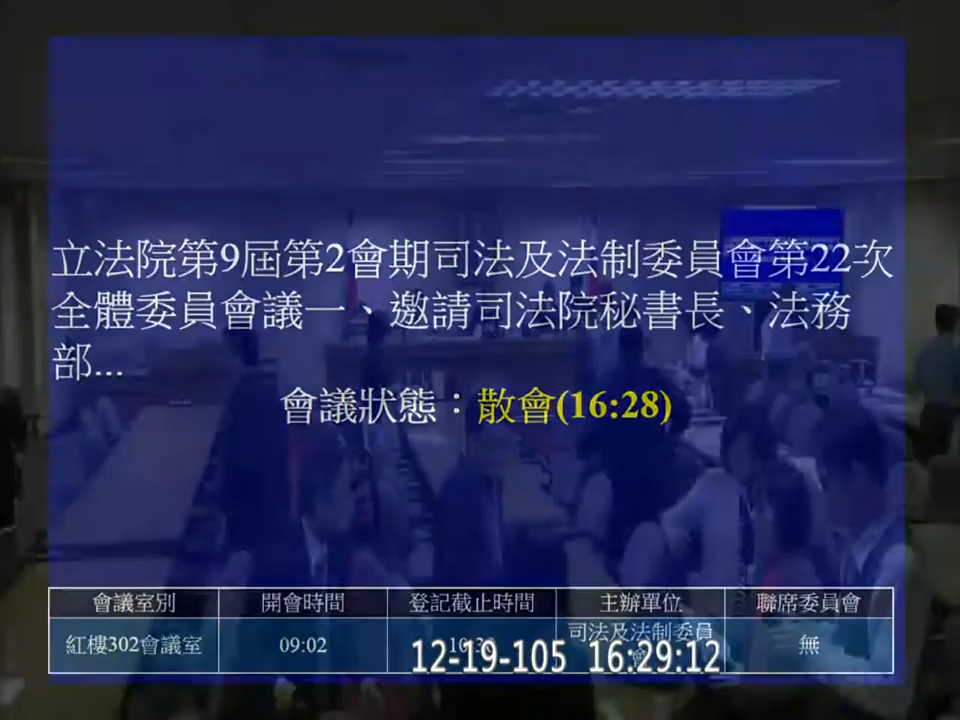 立法院第9屆第2會期司法及法制委員會第22次
全體委員會議一、邀請司法院秘書長、法務
部...
會議狀態：散會(16:28)
會議室別 開會時間 登記截止時間 主辦單位 聯席委員會
紅樓302會議室 09:02 10:30 司法及法制委員會 無
12-19-105 16:29:12